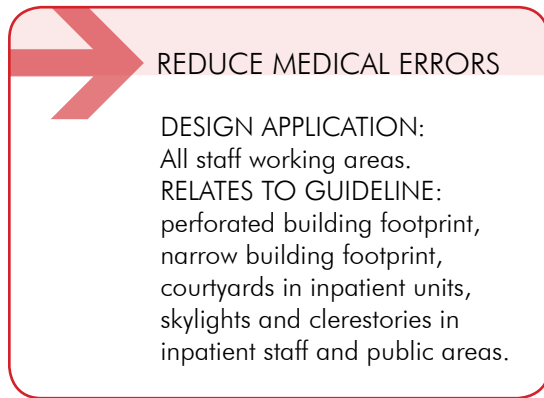 REDUCE MEDICAL ERRORS
DESIGN APPLICATION:
All staff working areas.
RELATES TO GUIDELINE:
perforated building footprint,
narrow building footprint,
courtyards in inpatient units,
skylights and clerestories in
inpatient staff and public areas.